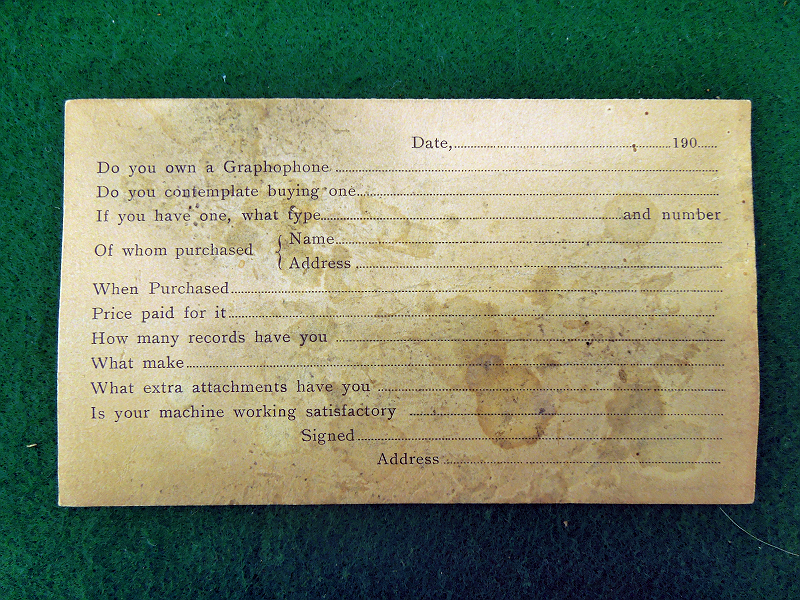 Date, 190
Do you own a Graphophone
Do you contemplate buying one
If you have one, what type and number
Of whom purchased { Name
Address
When Purchased
Price paid for it
How many records have you
What make
What extra attachments have you
Is your machine working satisfactory
Signed
Address